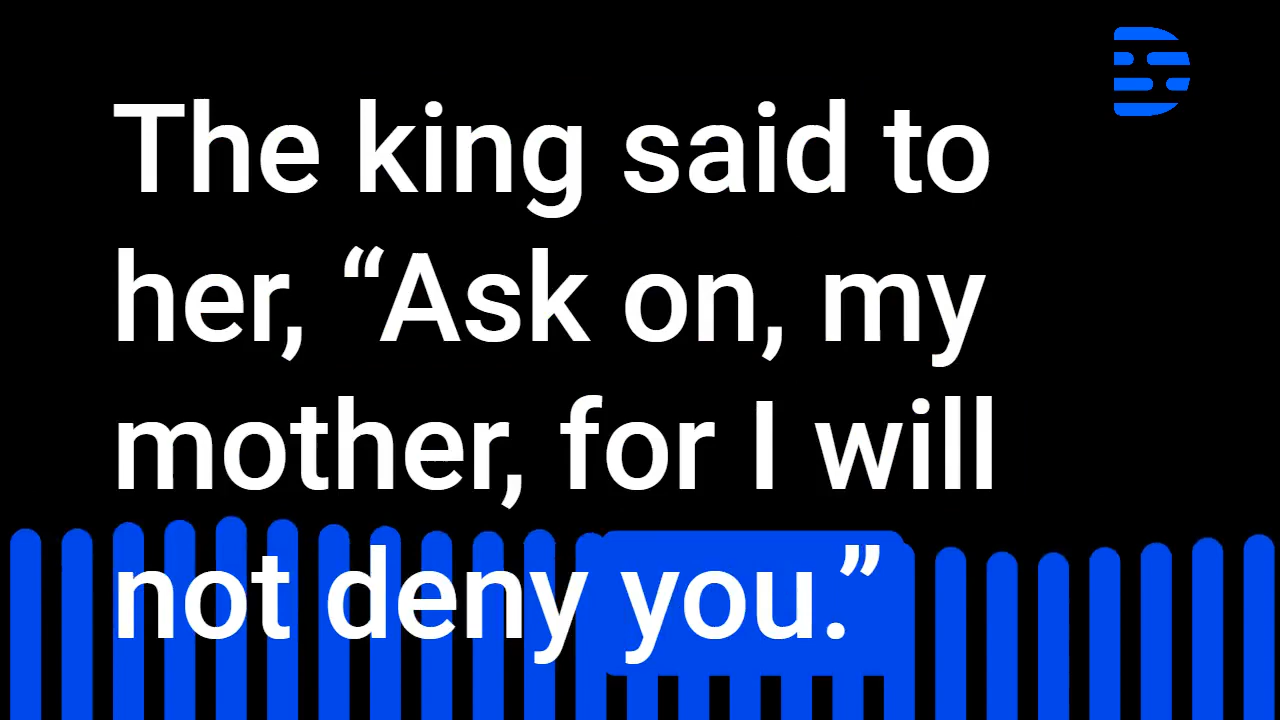 The king said to
her, “Ask on, my
mother, for I will
not deny you.”